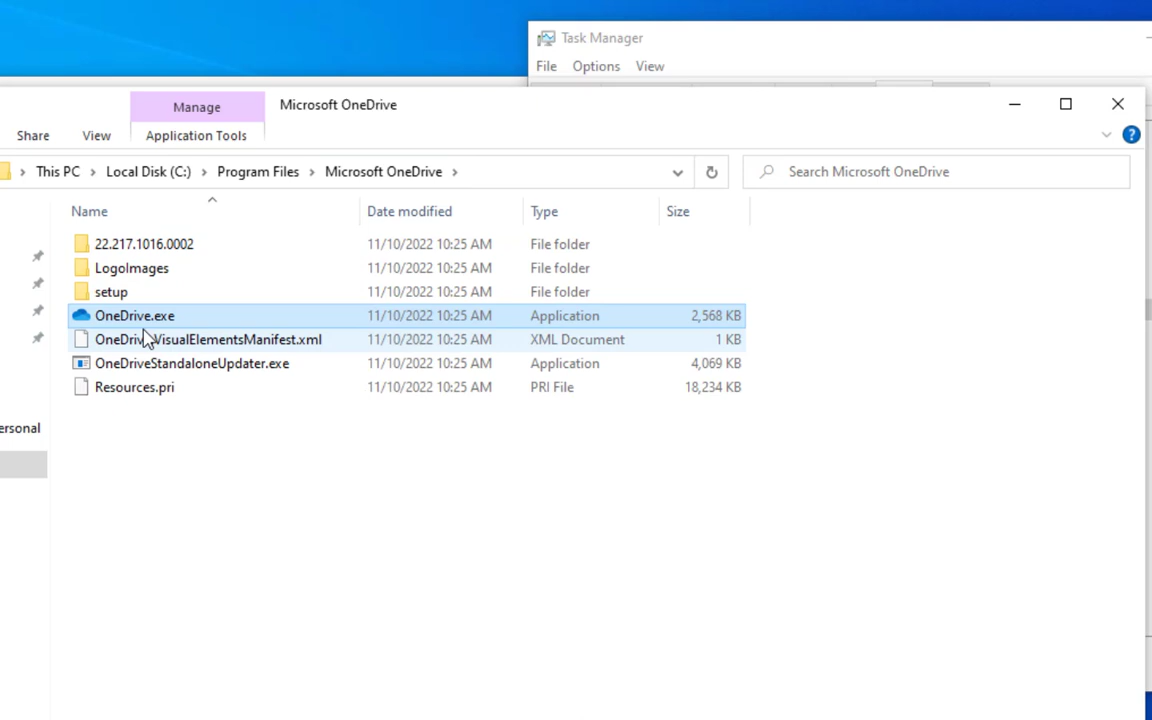 Task Manager
File Options View
Manage Microsoft OneDrive
Share View Application Tools
This PC Local Disk (C:) Program Files Microsoft OneDrive Search Microsoft OneDrive
Name Date modified Type Size
22.217.1016.0002 11/10/2022 10:25 AM File folder
LogoImages 11/10/2022 10:25 AM File folder
setup 11/10/2022 10:25 AM File folder
OneDrive.exe 11/10/2022 10:25 AM Application 2,568 KB
OneDrive.VisualElementsManifest.xml 11/10/2022 10:25 AM XML Document 1 KB
OneDriveStandaloneUpdater.exe 11/10/2022 10:25 AM Application 4,069 KB
Resources.pri 11/10/2022 10:25 AM PRI File 18,234 KB
ersonal